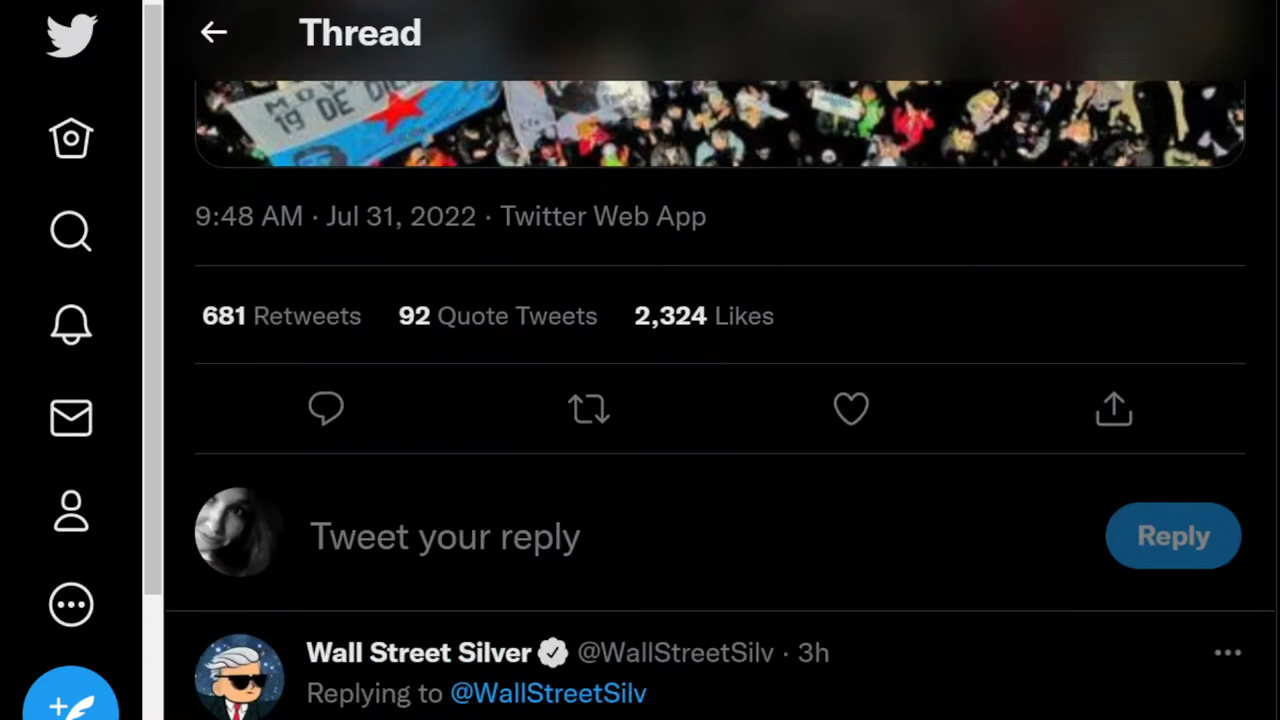 Thread
19 DE
9:48 AM · Jul 31, 2022 · Twitter Web App
681 Retweets 92 Quote Tweets 2,324 Likes
Tweet your reply
Reply
Wall Street Silver @WallStreetSilv · 3h
Replying to @WallStreetSilv